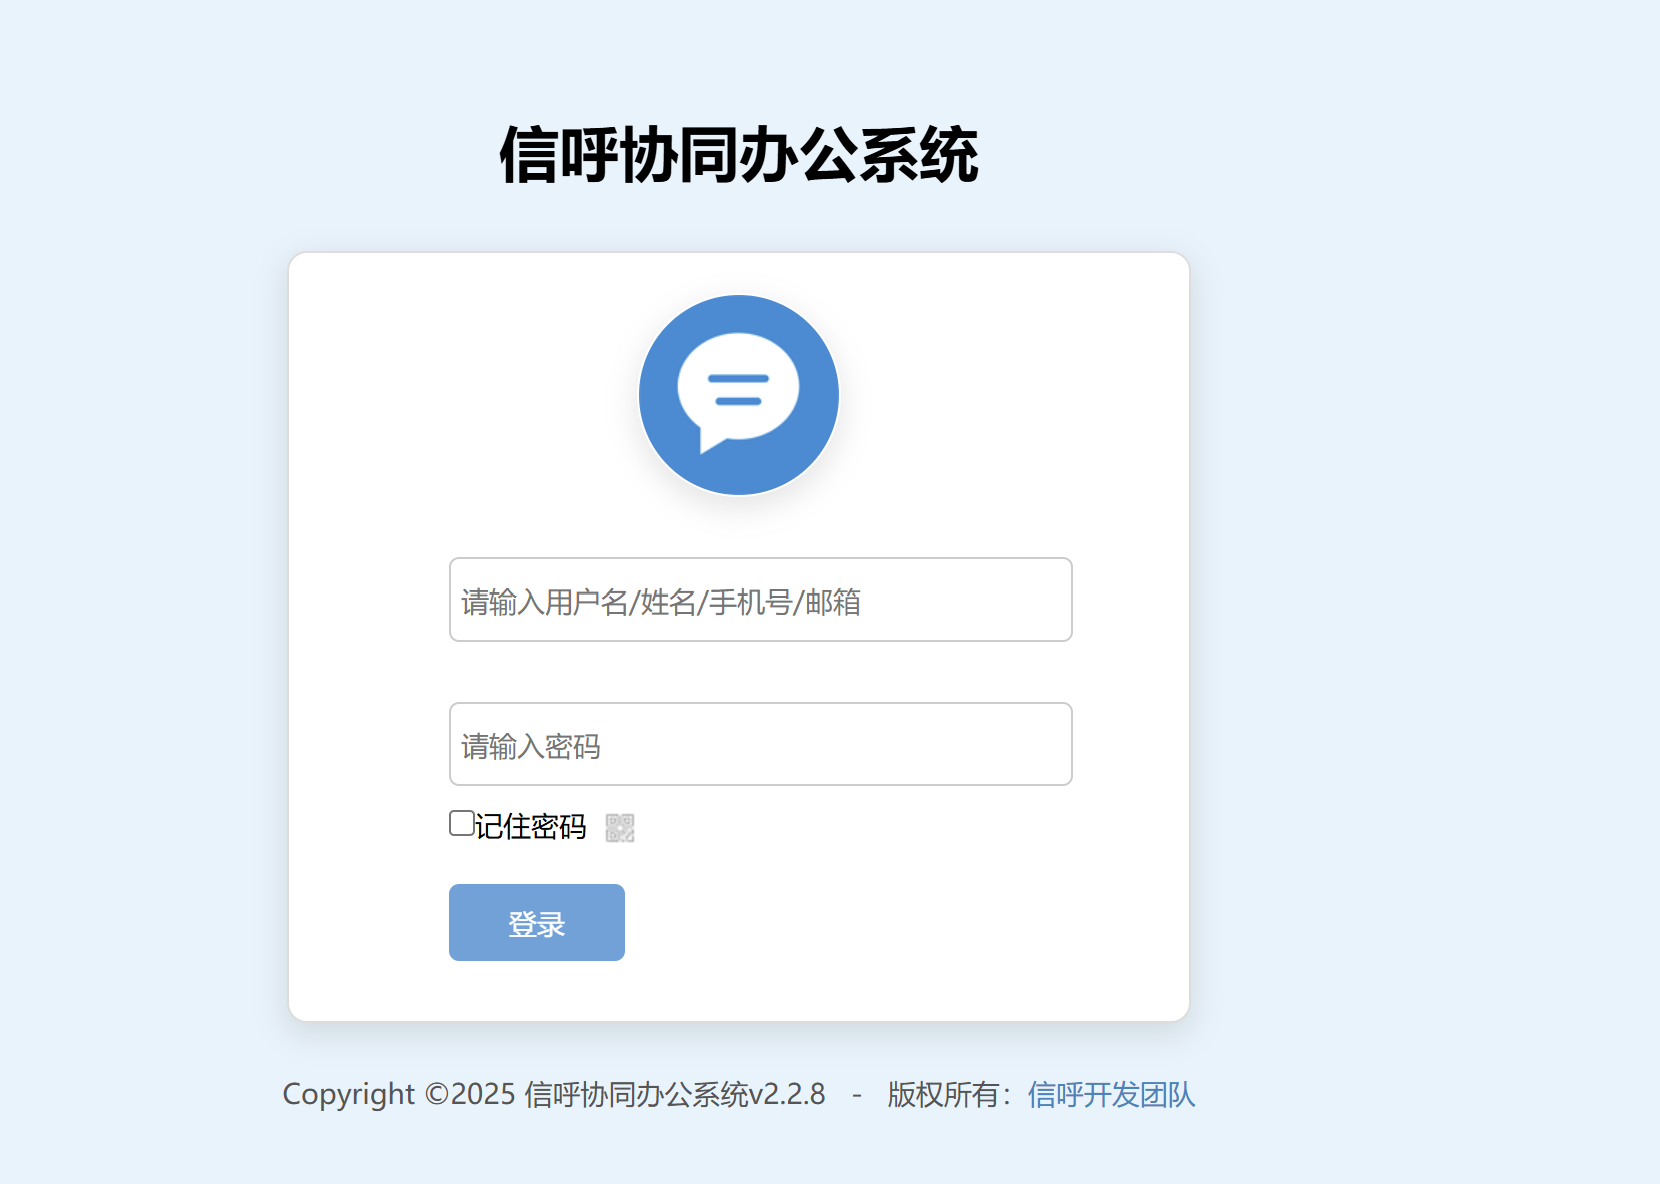 信呼协同办公系统
请输入用户名/姓名/手机号/邮箱
请输入密码
记住密码
登录
Copyright ©2025 信呼协同办公系统v2.2.8 - 版权所有：信呼开发团队